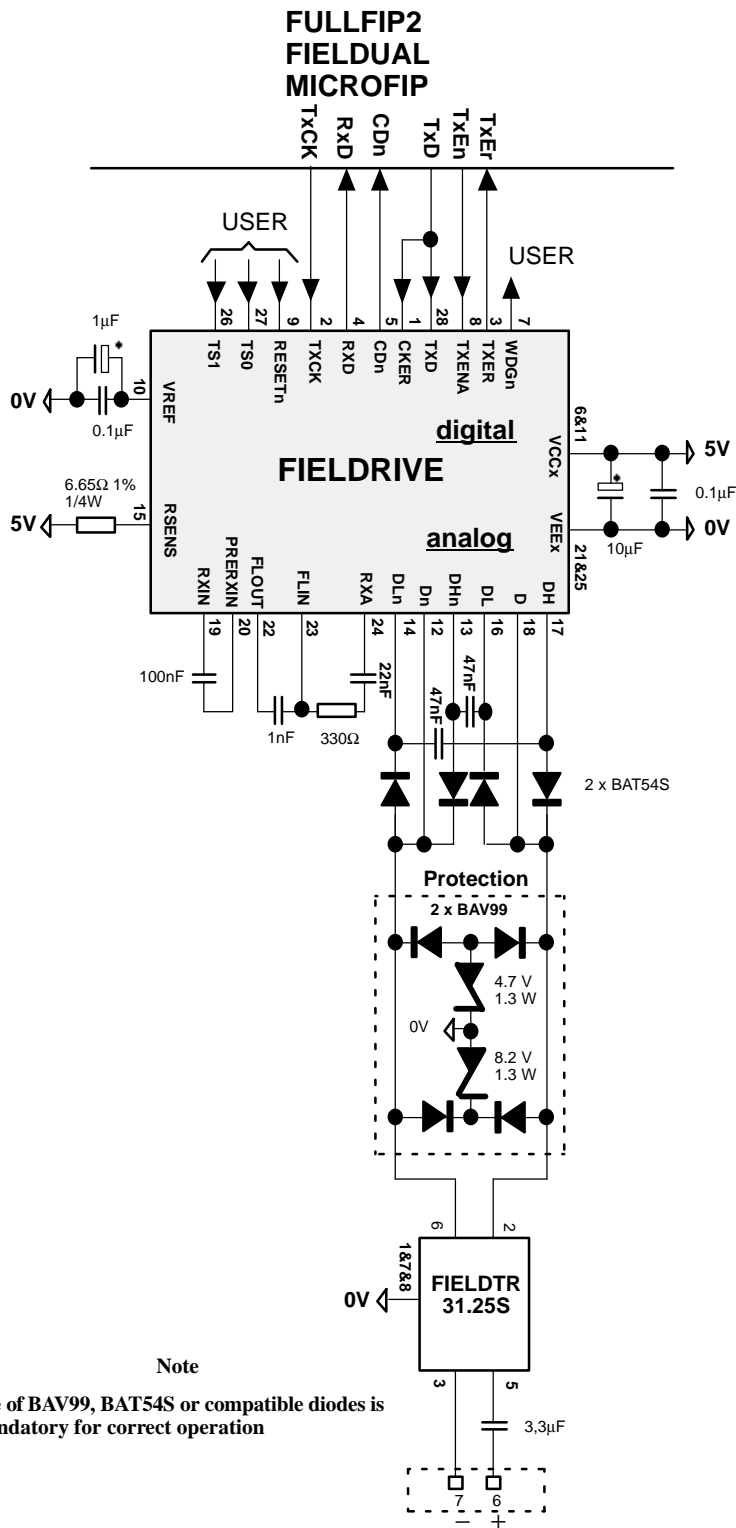 FULLFIP2
FIELDUAL
MICROFIP
TxCK RxD CDn TxD TxEn TxEr
USER
USER
26 27 9 2 4 5 1 28 8 3 7
TS1 TS0 RESETn TXCK RXD CDn CKER TXD TXENA TXER WDGn
1µF
*
10
VREF
0V
0.1µF
digital
6&11
VCCx
5V
FIELDRIVE
*
0.1µF
6.65Ω 1%
1/4W
15
RSENS
5V
analog
VEEx
21&25
10µF
0V
RXIN PRERXIN FLOUT FLIN RXA DLn Dn DHn DL D DH
19 20 22 23 24 14 12 13 16 18 17
100nF
1nF
330Ω
22nF
47nF
47nF
2 x BAT54S
Protection
2 x BAV99
4.7 V
1.3 W
0V
8.2 V
1.3 W
6 2
1&7&8
FIELDTR
31.25S
0V
3 5
Note
e of BAV99, BAT54S or compatible diodes is
ndatory for correct operation
3,3µF
7 6
− +